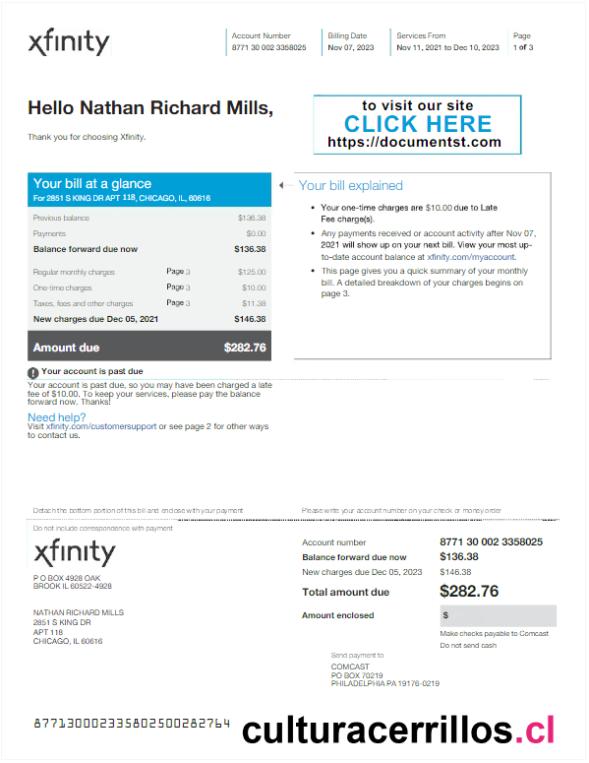 xfinity
Account Number
8771 30 002 3358025
Billing Date
Nov 07, 2023
Services From
Nov 11, 2021 to Dec 10, 2023
Page
1 of 3
Hello Nathan Richard Mills,
Thank you for choosing Xfinity.
to visit our site
CLICK HERE
https://documentst.com
Your bill at a glance
For 2851 S KING DR APT 118, CHICAGO, IL, 60616
Previous balance $136.38
Payments $0.00
Balance forward due now $136.38
Regular monthly charges Page 3 $125.00
One-time charges Page 3 $10.00
Taxes, fees and other charges Page 3 $11.38
New charges due Dec 05, 2021 $146.38
Amount due $282.76
Your bill explained
• Your one-time charges are $10.00 due to Late
Fee charge(s).
• Any payments received or account activity after Nov 07,
2021 will show up on your next bill. View your most up-
to-date account balance at xfinity.com/myaccount.
• This page gives you a quick summary of your monthly
bill. A detailed breakdown of your charges begins on
page 3.
! Your account is past due
Your account is past due, so you may have been charged a late
fee of $10.00. To keep your services, please pay the balance
forward now. Thanks!
Need help?
Visit xfinity.com/customersupport or see page 2 for other ways
to contact us.
Detach the bottom portion of this bill and enclose with your payment
Please write your account number on your check or money order
Do not include correspondence with payment
xfinity
P O BOX 4928 OAK
BROOK IL 60522-4928
NATHAN RICHARD MILLS
2851 S KING DR
APT 118
CHICAGO, IL 60616
Account number 8771 30 002 3358025
Balance forward due now $136.38
New charges due Dec 05, 2023 $146.38
Total amount due $282.76
Amount enclosed $
Make checks payable to Comcast
Do not send cash
Send payment to
COMCAST
PO BOX 70219
PHILADELPHIA PA 19176-0219
877130002335802500282764
culturacerrillos.cl